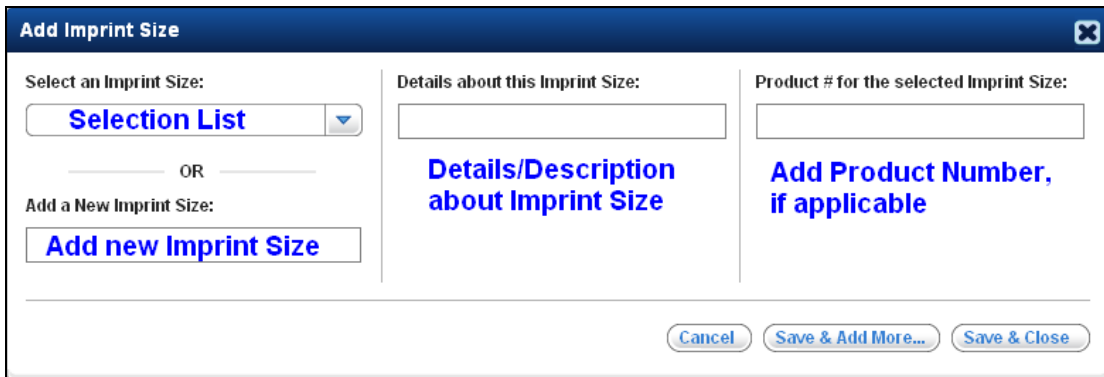 Add Imprint Size
Select an Imprint Size:
Selection List
OR
Add a New Imprint Size:
Add new Imprint Size
Details about this Imprint Size:
Details/Description
about Imprint Size
Product # for the selected Imprint Size:
Add Product Number,
if applicable
Cancel
Save & Add More...
Save & Close